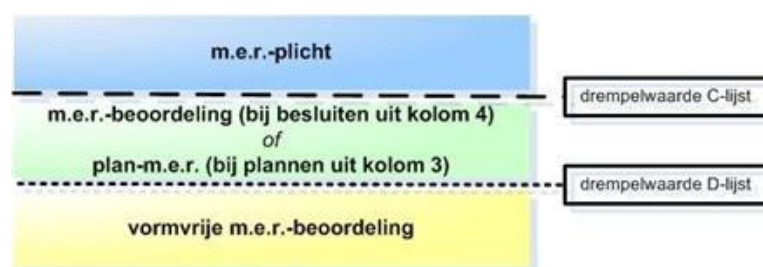 m.e.r.-plicht
drempelwaarde C-lijst
m.e.r.-beoordeling (bij besluiten uit kolom 4)
of
plan-m.e.r. (bij plannen uit kolom 3)
drempelwaarde D-lijst
vormvrije m.e.r.-beoordeling